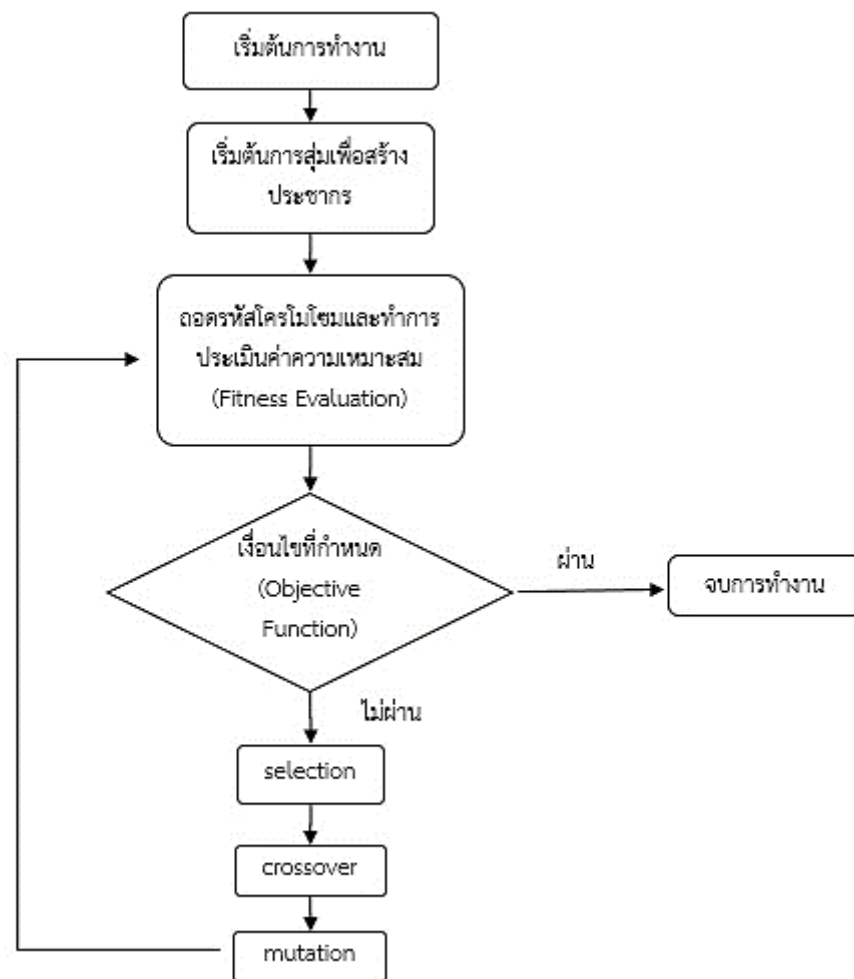 เริ่มต้นการทำงาน
เริ่มต้นการสุ่มเพื่อสร้าง
ประชากร
ถอดรหัสโครโมโซมและทำการ
ประเมินค่าความเหมาะสม
(Fitness Evaluation)
เงื่อนไขที่กำหนด
(Objective
Function)
ผ่าน
จบการทำงาน
ไม่ผ่าน
selection
crossover
mutation